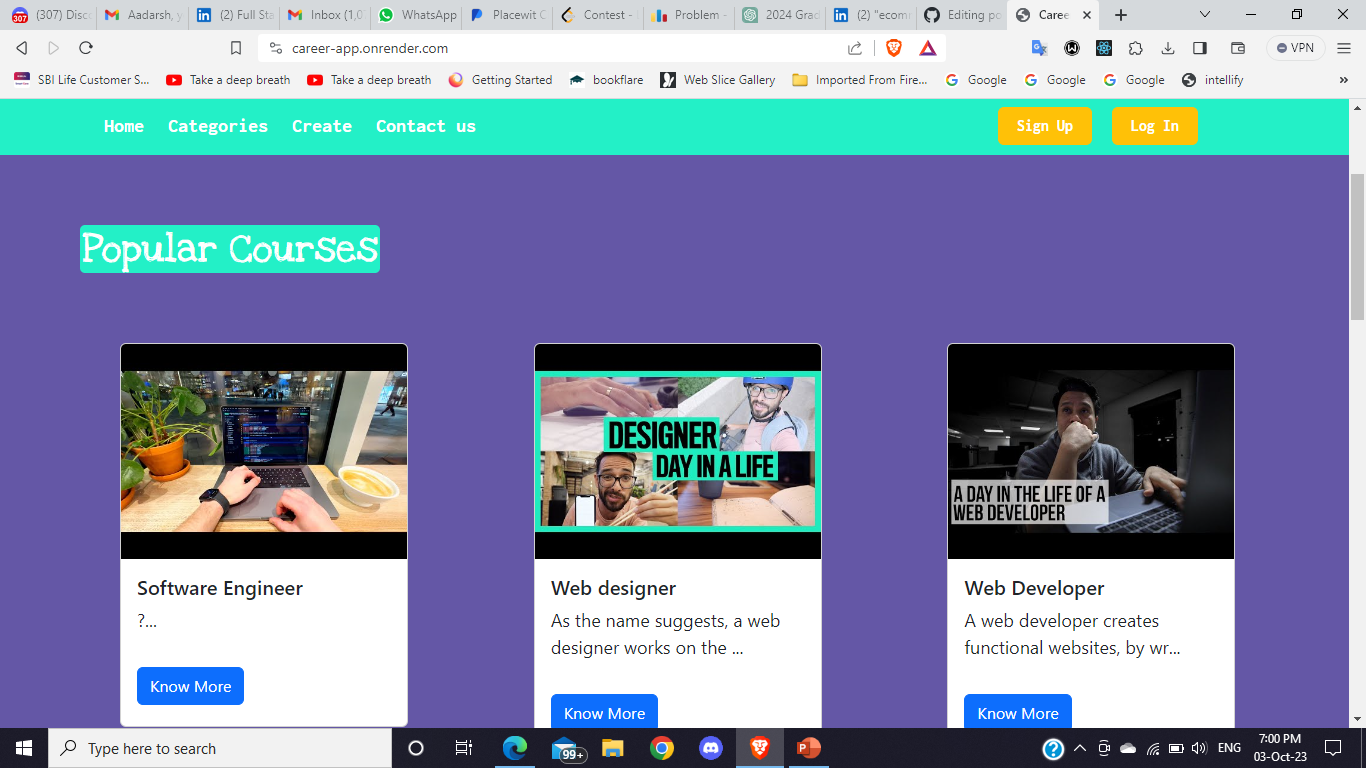 307
(307) Disco
Aadarsh, y
(2) Full Sta
Inbox (1,0
WhatsApp
Placewit C
Contest -
Problem -
2024 Grad
(2) "ecom
Editing po
Caree
career-app.onrender.com
VPN
SBI Life Customer S...
Take a deep breath
Take a deep breath
Getting Started
bookflare
Web Slice Gallery
Imported From Fire...
Google
Google
Google
intellify
Home
Categories
Create
Contact us
Sign Up
Log In
Popular Courses
DESIGNER
DAY IN A LIFE
A DAY IN THE LIFE OF A
WEB DEVELOPER
Software Engineer
?...
Know More
Web designer
As the name suggests, a web
designer works on the ...
Know More
Web Developer
A web developer creates
functional websites, by wr...
Know More
Type here to search
99+
ENG
7:00 PM
03-Oct-23